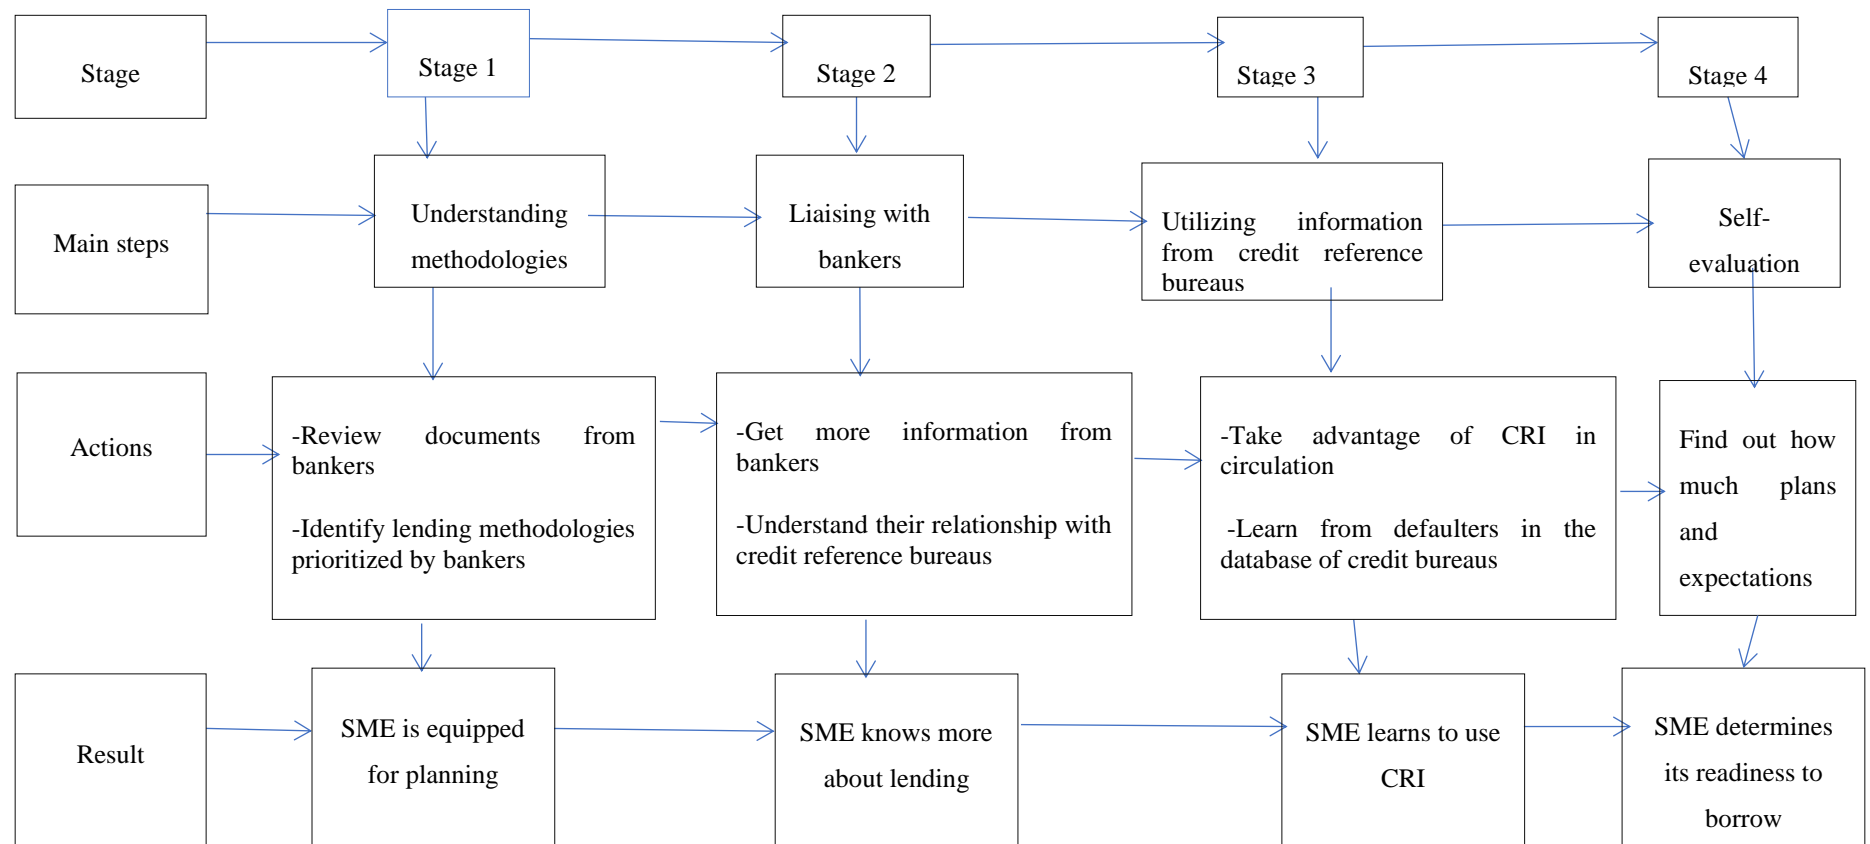 Stage
Stage 1
Stage 2
Stage 3
Stage 4
Main steps
Understanding
methodologies
Liaising with
bankers
Utilizing information
from credit reference
bureaus
Self-
evaluation
Actions
-Review documents from
bankers
-Identify lending methodologies
prioritized by bankers
-Get more information from
bankers
-Understand their relationship with
credit reference bureaus
-Take advantage of CRI in
circulation
-Learn from defaulters in the
database of credit bureaus
Find out how
much plans
and
expectations
Result
SME is equipped
for planning
SME knows more
about lending
SME learns to use
CRI
SME determines
its readiness to
borrow